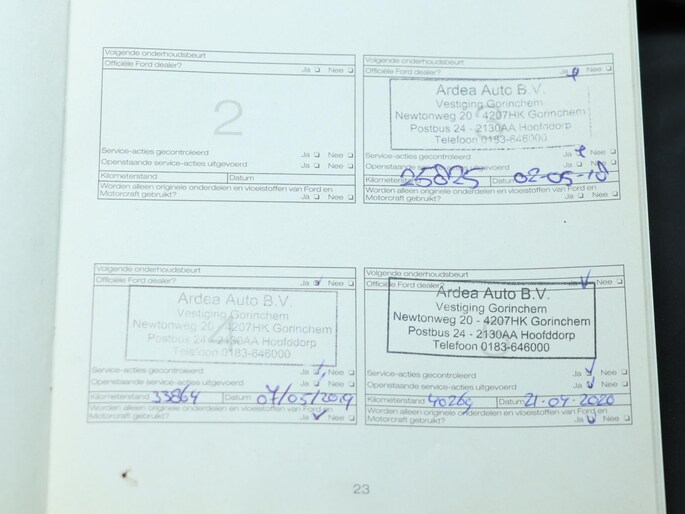 Volgende onderhoudsbeurt
Officiële Ford dealer? Ja Nee
2
Service-acties gecontroleerd Ja Nee
Openstaande service-acties uitgevoerd Ja Nee
Kilometerstand Datum
Worden alleen originele onderdelen en vloeistoffen van Ford en
Motorcraft gebruikt? Ja Nee
Volgende onderhoudsbeurt
Officiële Ford dealer? Ja Nee
Ardea Auto B.V.
Vestiging Gorinchem
Newtonweg 20 - 4207HK Gorinchem
Postbus 24 - 2130AA Hoofddorp
Telefoon 0183-646000
Service-acties gecontroleerd Ja Nee
Openstaande service-acties uitgevoerd Ja Nee
Kilometerstand 25825 Datum 02-05-18
Worden alleen originele onderdelen en vloeistoffen van Ford en
Motorcraft gebruikt? Ja Nee
Volgende onderhoudsbeurt
Officiële Ford dealer? Ja Nee
4
Ardea Auto B.V.
Vestiging Gorinchem
Newtonweg 20 - 4207HK Gorinchem
Postbus 24 - 2130AA Hoofddorp
Telefoon 0183-646000
Service-acties gecontroleerd Ja Nee
Openstaande service-acties uitgevoerd Ja Nee
Kilometerstand 33864 Datum 07/05/2019
Worden alleen originele onderdelen en vloeistoffen van Ford en
Motorcraft gebruikt? Ja Nee
Volgende onderhoudsbeurt
Officiële Ford dealer? Ja Nee
Ardea Auto B.V.
Vestiging Gorinchem
Newtonweg 20 - 4207HK Gorinchem
Postbus 24 - 2130AA Hoofddorp
Telefoon 0183-646000
Service-acties gecontroleerd Ja Nee
Openstaande service-acties uitgevoerd Ja Nee
Kilometerstand 40269 Datum 21-04-2020
Worden alleen originele onderdelen en vloeistoffen van Ford en
Motorcraft gebruikt? Ja Nee
23